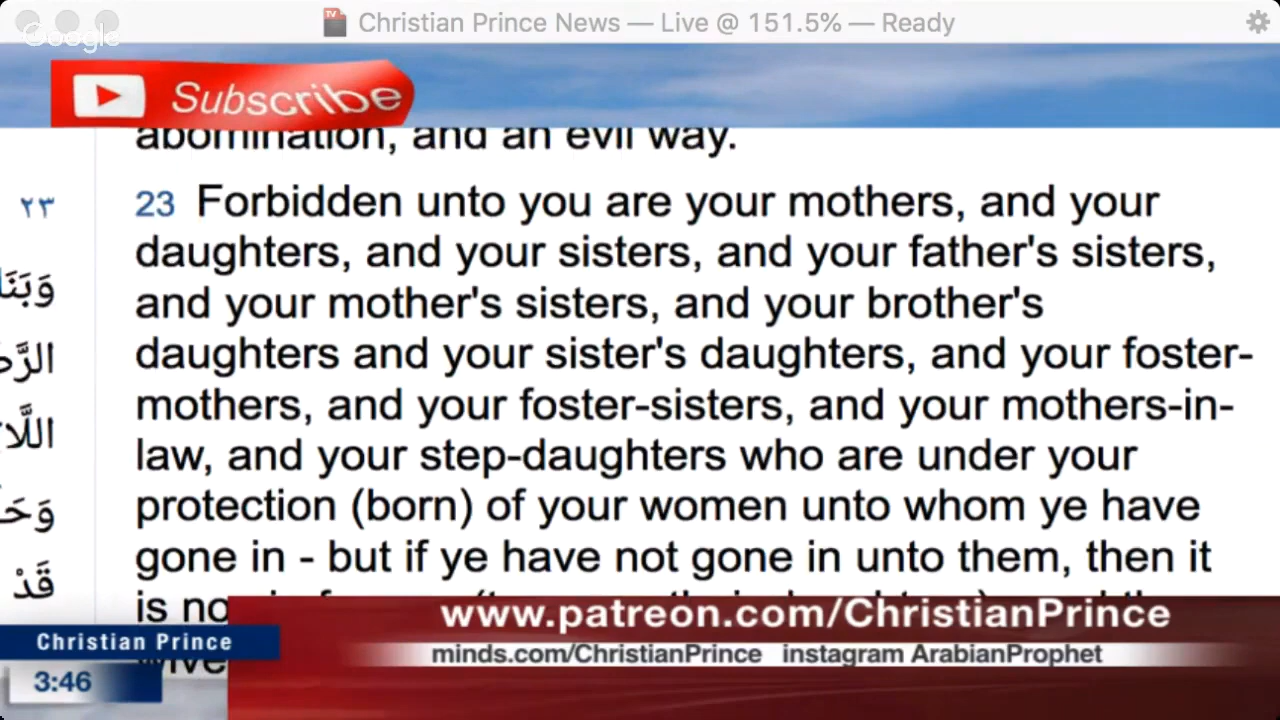 Christian Prince News — Live @ 151.5% — Ready
Google
Subscribe
abomination, and an evil way.
٢٣
23 Forbidden unto you are your mothers, and your
daughters, and your sisters, and your father's sisters,
and your mother's sisters, and your brother's
daughters and your sister's daughters, and your foster-
mothers, and your foster-sisters, and your mothers-in-
law, and your step-daughters who are under your
protection (born) of your women unto whom ye have
gone in - but if ye have not gone in unto them, then it
is no
قَدْ
www.patreon.com/ChristianPrince
Christian Prince
minds.com/ChristianPrince instagram ArabianProphet
3:46